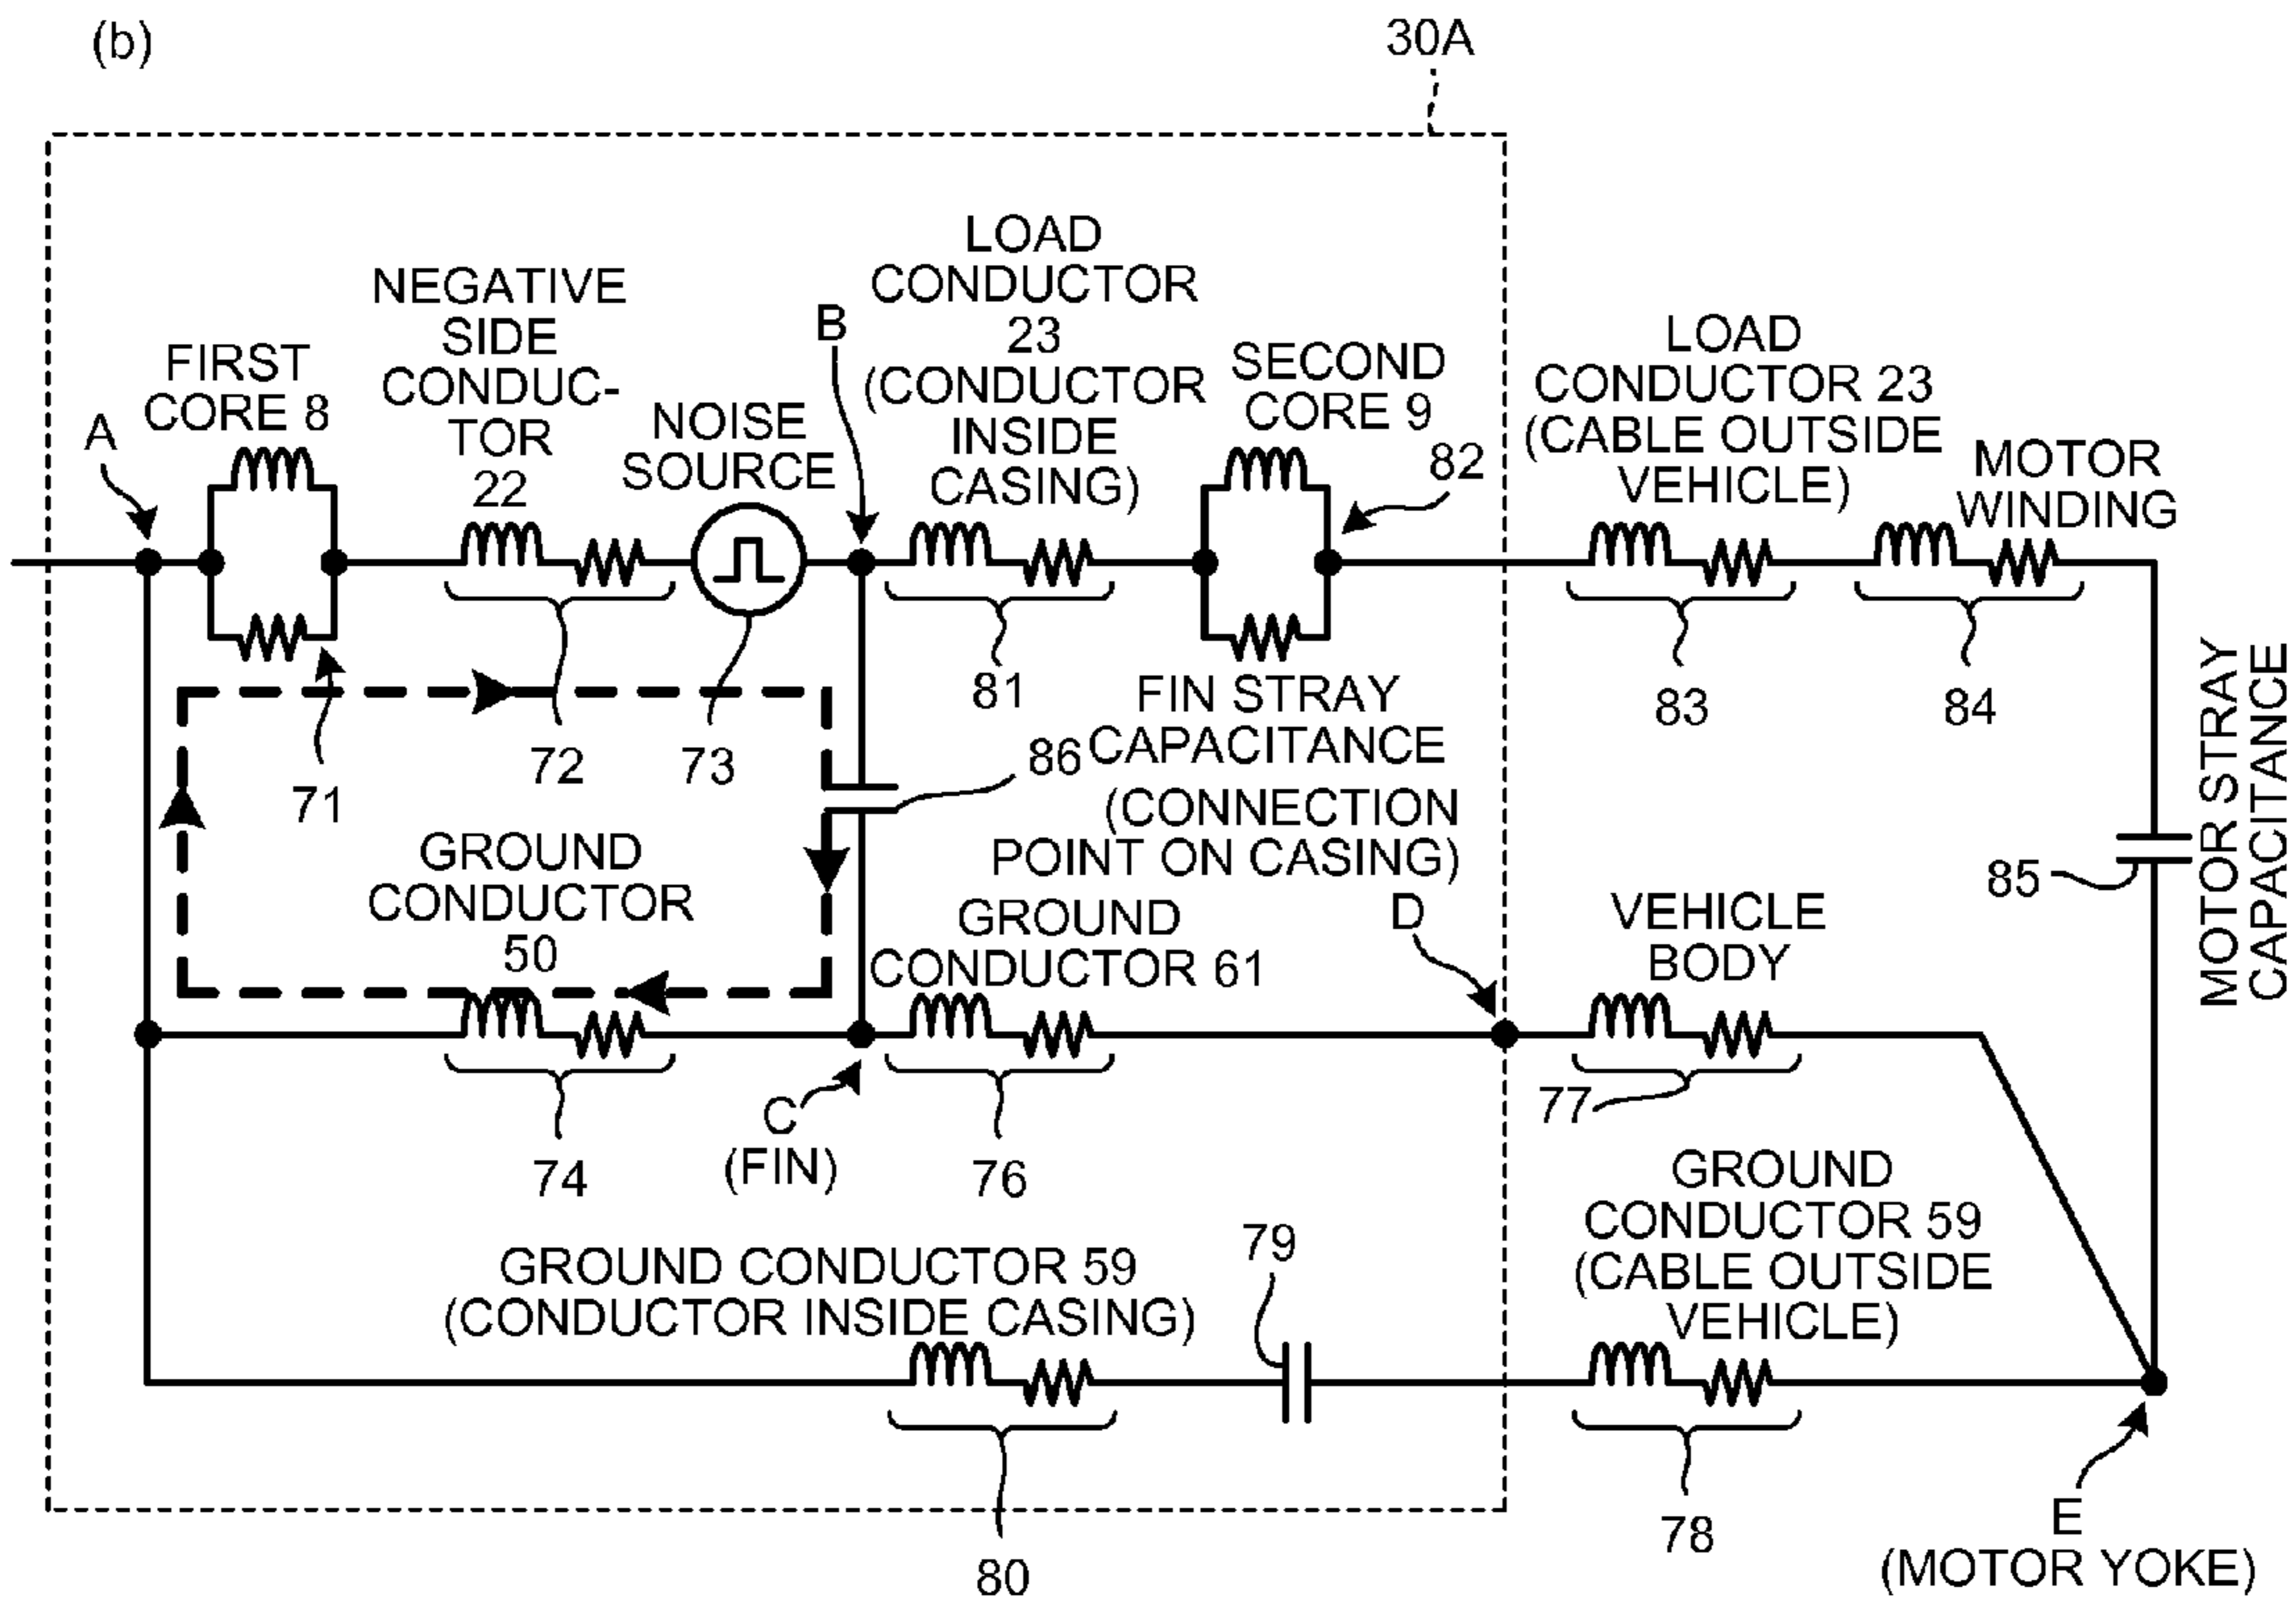 (b)
30A
A
FIRST
CORE 8
NEGATIVE
SIDE
CONDUC-
TOR
22
NOISE
SOURCE
B
LOAD
CONDUCTOR
23
(CONDUCTOR
INSIDE
CASING)
SECOND
CORE 9
82
LOAD
CONDUCTOR 23
(CABLE OUTSIDE
VEHICLE)
MOTOR
WINDING
71
72
73
81
83
84
86
FIN STRAY
CAPACITANCE
(CONNECTION
POINT ON CASING)
85
MOTOR STRAY
CAPACITANCE
GROUND
CONDUCTOR
50
GROUND
CONDUCTOR 61
D
VEHICLE
BODY
74
C
(FIN)
76
77
GROUND CONDUCTOR 59
(CONDUCTOR INSIDE CASING)
79
GROUND
CONDUCTOR 59
(CABLE OUTSIDE
VEHICLE)
80
78
E
(MOTOR YOKE)